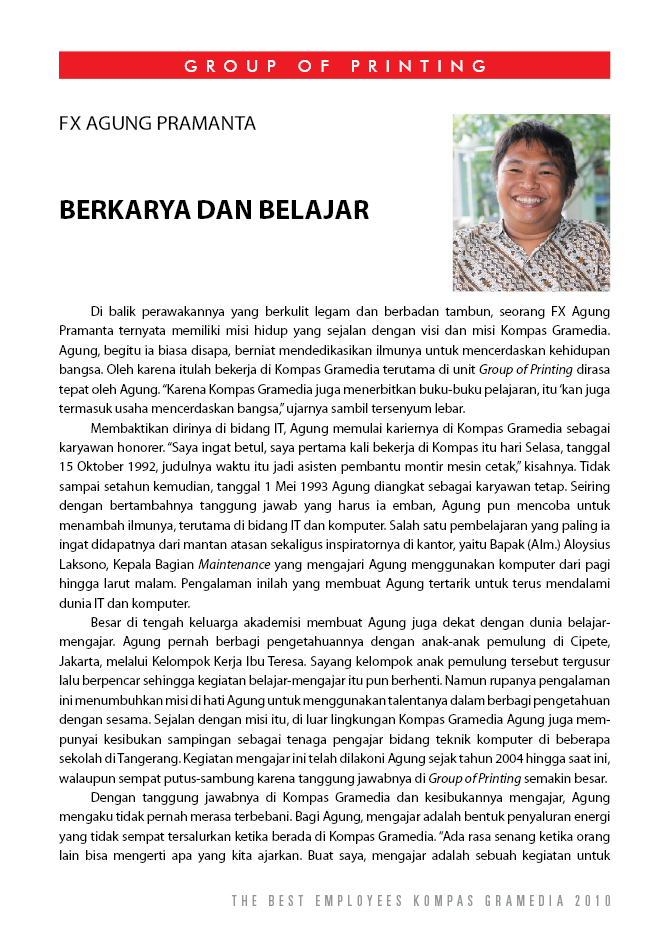 GROUP OF PRINTING
FX AGUNG PRAMANTA
BERKARYA DAN BELAJAR
Di balik perawakannya yang berkulit legam dan berbadan tambun, seorang FX Agung
Pramanta ternyata memiliki misi hidup yang sejalan dengan visi dan misi Kompas Gramedia.
Agung, begitu ia biasa disapa, berniat mendedikasikan ilmunya untuk mencerdaskan kehidupan
bangsa. Oleh karena itulah bekerja di Kompas Gramedia terutama di unit Group of Printing dirasa
tepat oleh Agung. “Karena Kompas Gramedia juga menerbitkan buku-buku pelajaran, itu ‘kan juga
termasuk usaha mencerdaskan bangsa,” ujarnya sambil tersenyum lebar.
Membaktikan dirinya di bidang IT, Agung memulai kariernya di Kompas Gramedia sebagai
karyawan honorer. “Saya ingat betul, saya pertama kali bekerja di Kompas itu hari Selasa, tanggal
15 Oktober 1992, judulnya waktu itu jadi asisten pembantu montir mesin cetak,” kisahnya. Tidak
sampai setahun kemudian, tanggal 1 Mei 1993 Agung diangkat sebagai karyawan tetap. Seiring
dengan bertambahnya tanggung jawab yang harus ia emban, Agung pun mencoba untuk
menambah ilmunya, terutama di bidang IT dan komputer. Salah satu pembelajaran yang paling ia
ingat didapatnya dari mantan atasan sekaligus inspiratornya di kantor, yaitu Bapak (Alm.) Aloysius
Laksono, Kepala Bagian Maintenance yang mengajari Agung menggunakan komputer dari pagi
hingga larut malam. Pengalaman inilah yang membuat Agung tertarik untuk terus mendalami
dunia IT dan komputer.
Besar di tengah keluarga akademisi membuat Agung juga dekat dengan dunia belajar-
mengajar. Agung pernah berbagi pengetahuannya dengan anak-anak pemulung di Cipete,
Jakarta, melalui Kelompok Kerja Ibu Teresa. Sayang kelompok anak pemulung tersebut tergusur
lalu berpencar sehingga kegiatan belajar-mengajar itu pun berhenti. Namun rupanya pengalaman
ini menumbuhkan misi di hati Agung untuk menggunakan talentanya dalam berbagi pengetahuan
dengan sesama. Sejalan dengan misi itu, di luar lingkungan Kompas Gramedia Agung juga mem-
punyai kesibukan sampingan sebagai tenaga pengajar bidang teknik komputer di beberapa
sekolah di Tangerang. Kegiatan mengajar ini telah dilakoni Agung sejak tahun 2004 hingga saat ini,
walaupun sempat putus-sambung karena tanggung jawabnya di Group of Printing semakin besar.
Dengan tanggung jawabnya di Kompas Gramedia dan kesibukannya mengajar, Agung
mengaku tidak pernah merasa terbebani. Bagi Agung, mengajar adalah bentuk penyaluran energi
yang tidak sempat tersalurkan ketika berada di Kompas Gramedia. “Ada rasa senang ketika orang
lain bisa mengerti apa yang kita ajarkan. Buat saya, mengajar adalah sebuah kegiatan untuk
THE BEST EMPLOYEES KOMPAS GRAMEDIA 2010